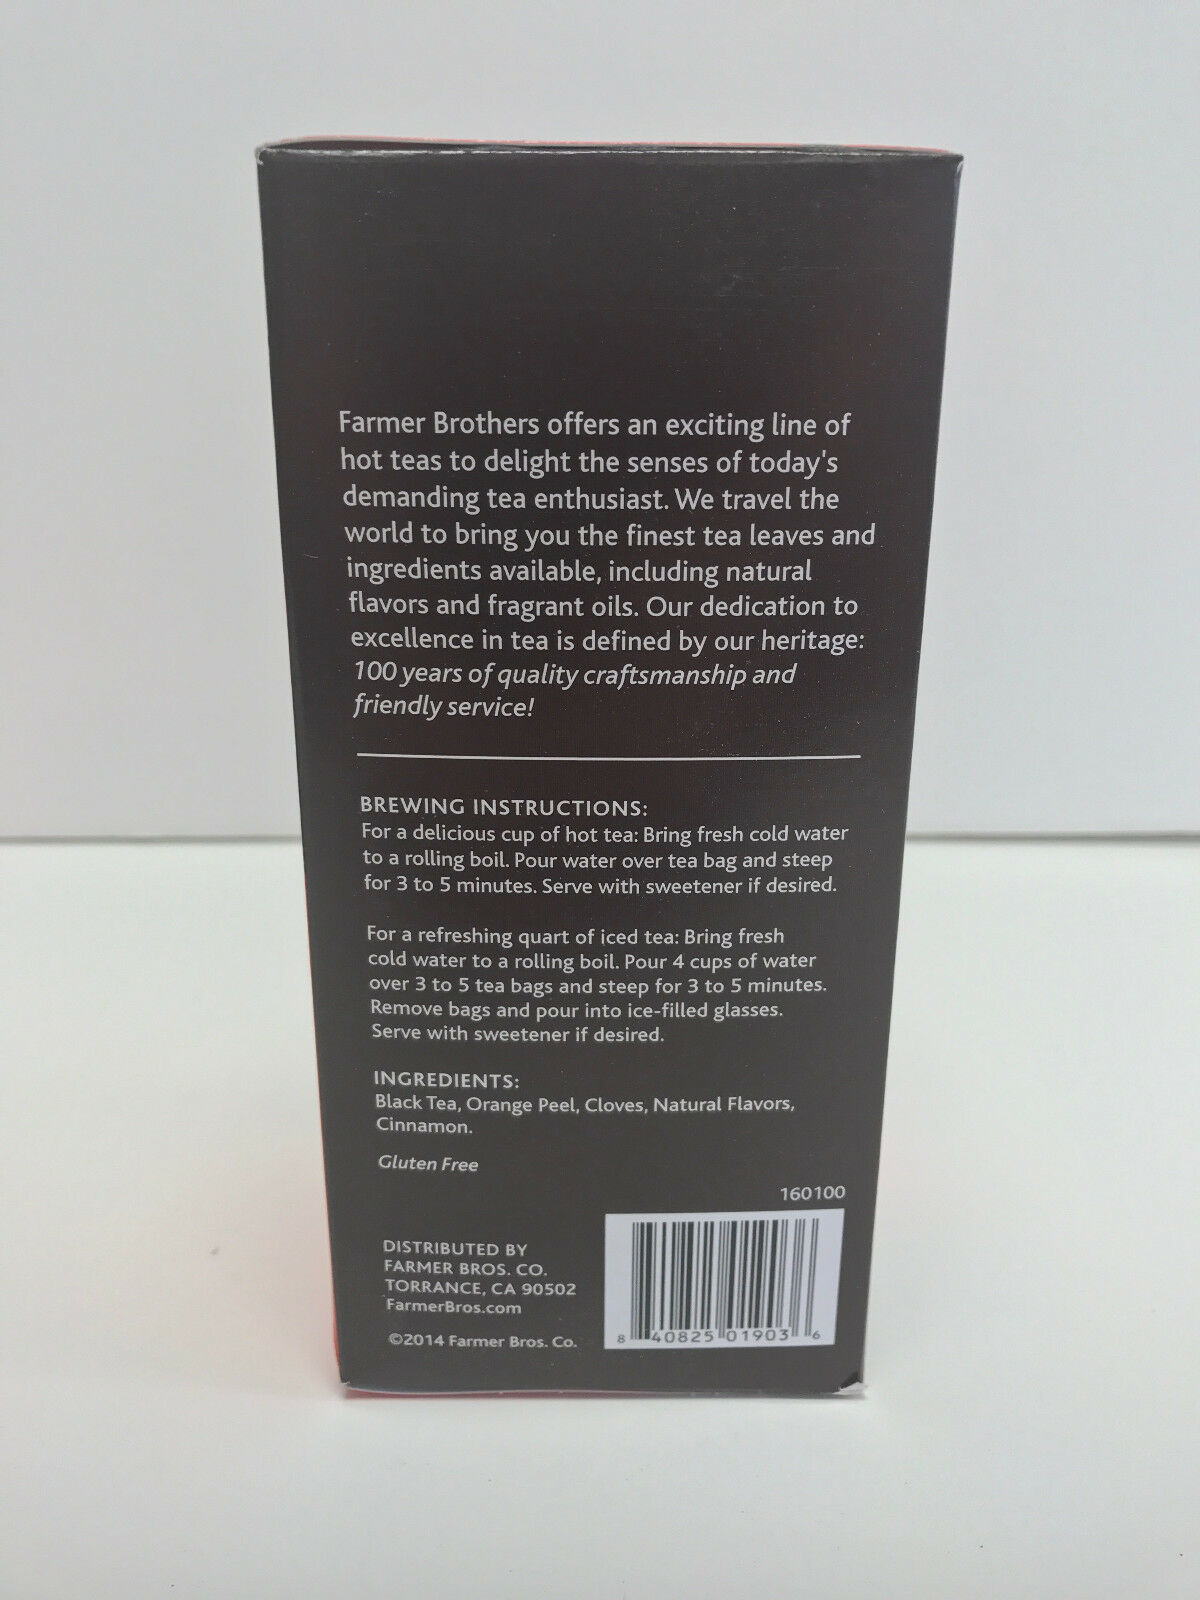 Farmer Brothers offers an exciting line of
hot teas to delight the senses of today's
demanding tea enthusiast. We travel the
world to bring you the finest tea leaves and
ingredients available, including natural
flavors and fragrant oils. Our dedication to
excellence in tea is defined by our heritage:
100 years of quality craftsmanship and
friendly service!
BREWING INSTRUCTIONS:
For a delicious cup of hot tea: Bring fresh cold water
to a rolling boil. Pour water over tea bag and steep
for 3 to 5 minutes. Serve with sweetener if desired.
For a refreshing quart of iced tea: Bring fresh
cold water to a rolling boil. Pour 4 cups of water
over 3 to 5 tea bags and steep for 3 to 5 minutes.
Remove bags and pour into ice-filled glasses.
Serve with sweetener if desired.
INGREDIENTS:
Black Tea, Orange Peel, Cloves, Natural Flavors,
Cinnamon.
Gluten Free
160100
DISTRIBUTED BY
FARMER BROS. CO.
TORRANCE, CA 90502
FarmerBros.com
©2014 Farmer Bros. Co.
8 40825 01903 6